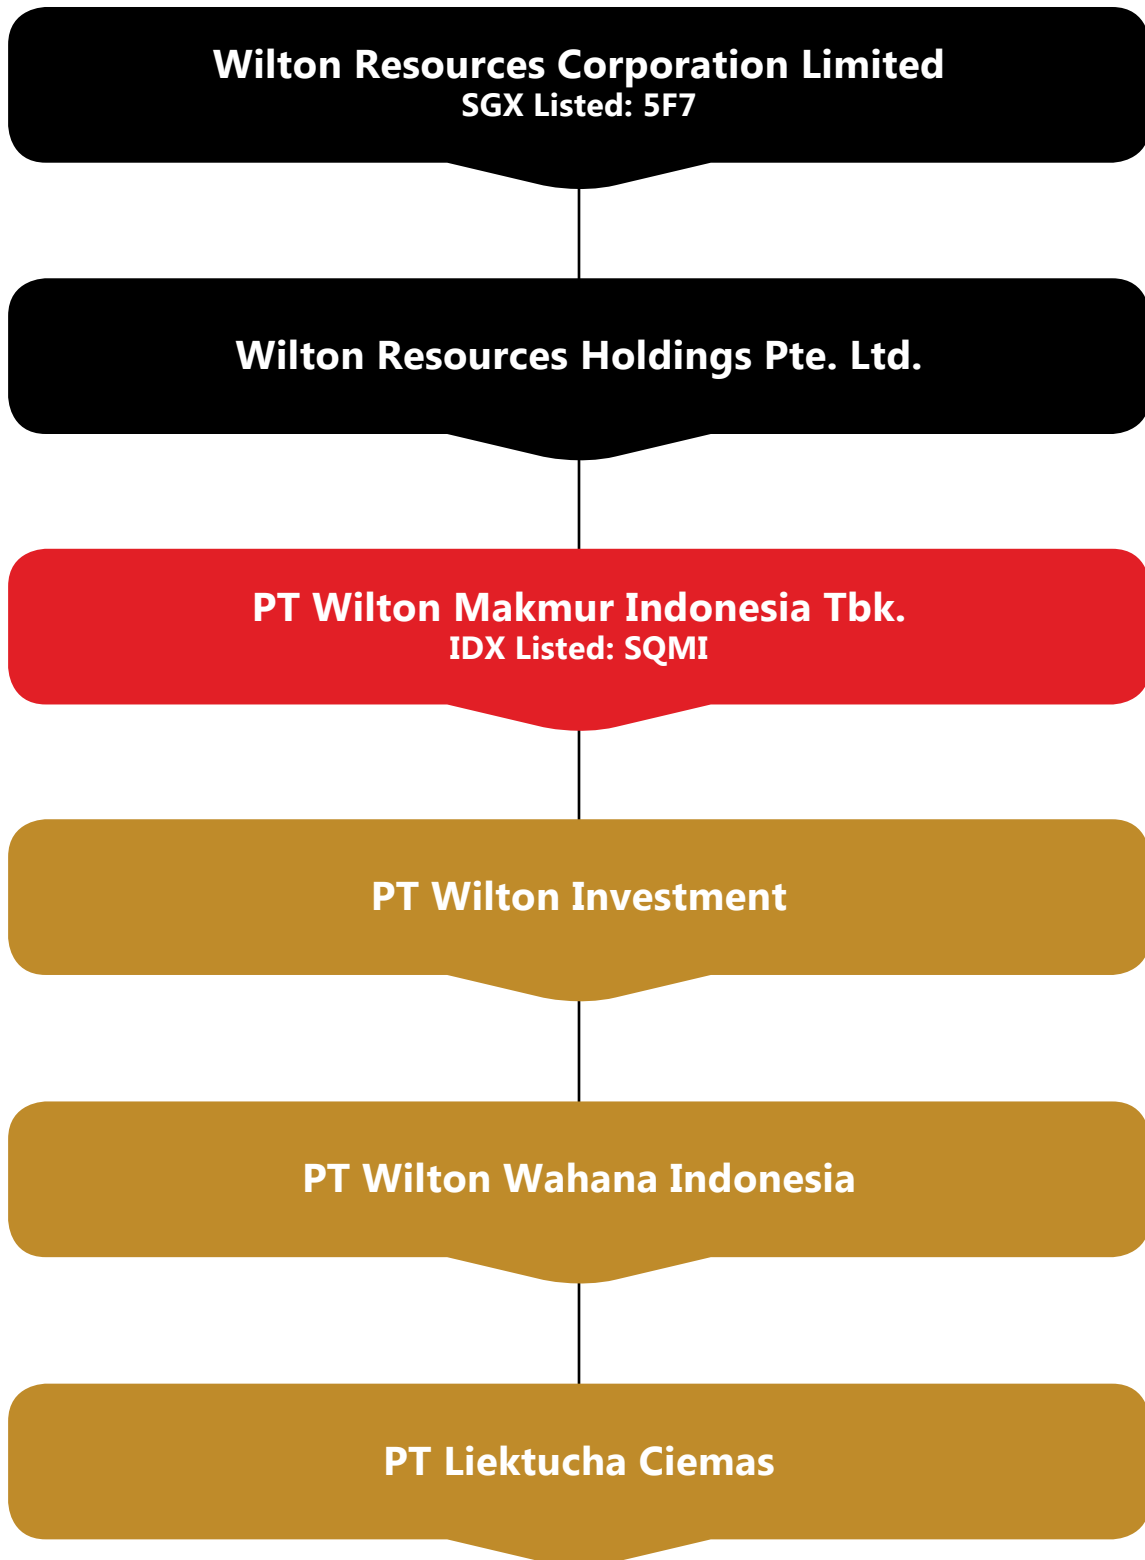 Wilton Resources Corporation Limited
SGX Listed: 5F7
Wilton Resources Holdings Pte. Ltd.
PT Wilton Makmur Indonesia Tbk.
IDX Listed: SQMI
PT Wilton Investment
PT Wilton Wahana Indonesia
PT Liektucha Ciemas